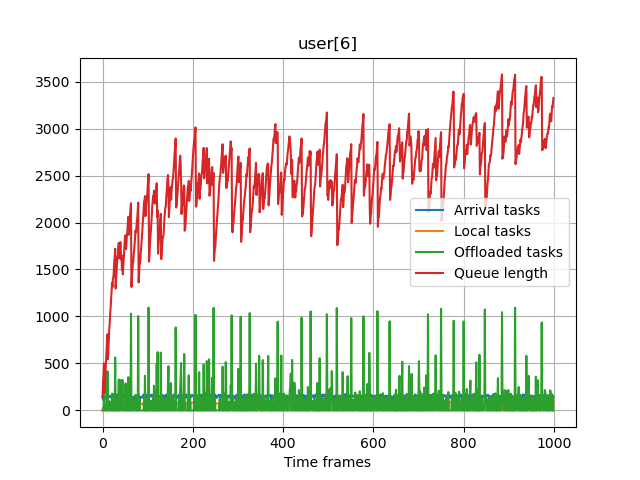 user[6]
3500
3000
2500
2000
1500
1000
500
0
Arrival tasks
Local tasks
Offloaded tasks
Queue length
0 200 400 600 800 1000
Time frames